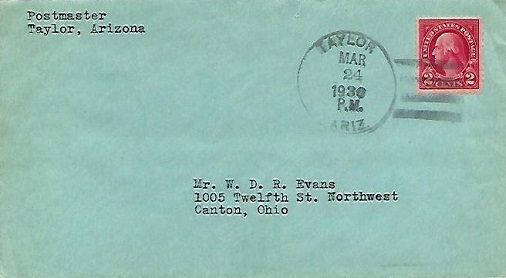 Postmaster
Taylor, Arizona
TAYLOR
MAR
24
1930
P.M.
ARIZ.
UNITED STATES POSTAGE
2 CENTS 2
Mr. W. D. R. Evans
1005 Twelfth St. Northwest
Canton, Ohio